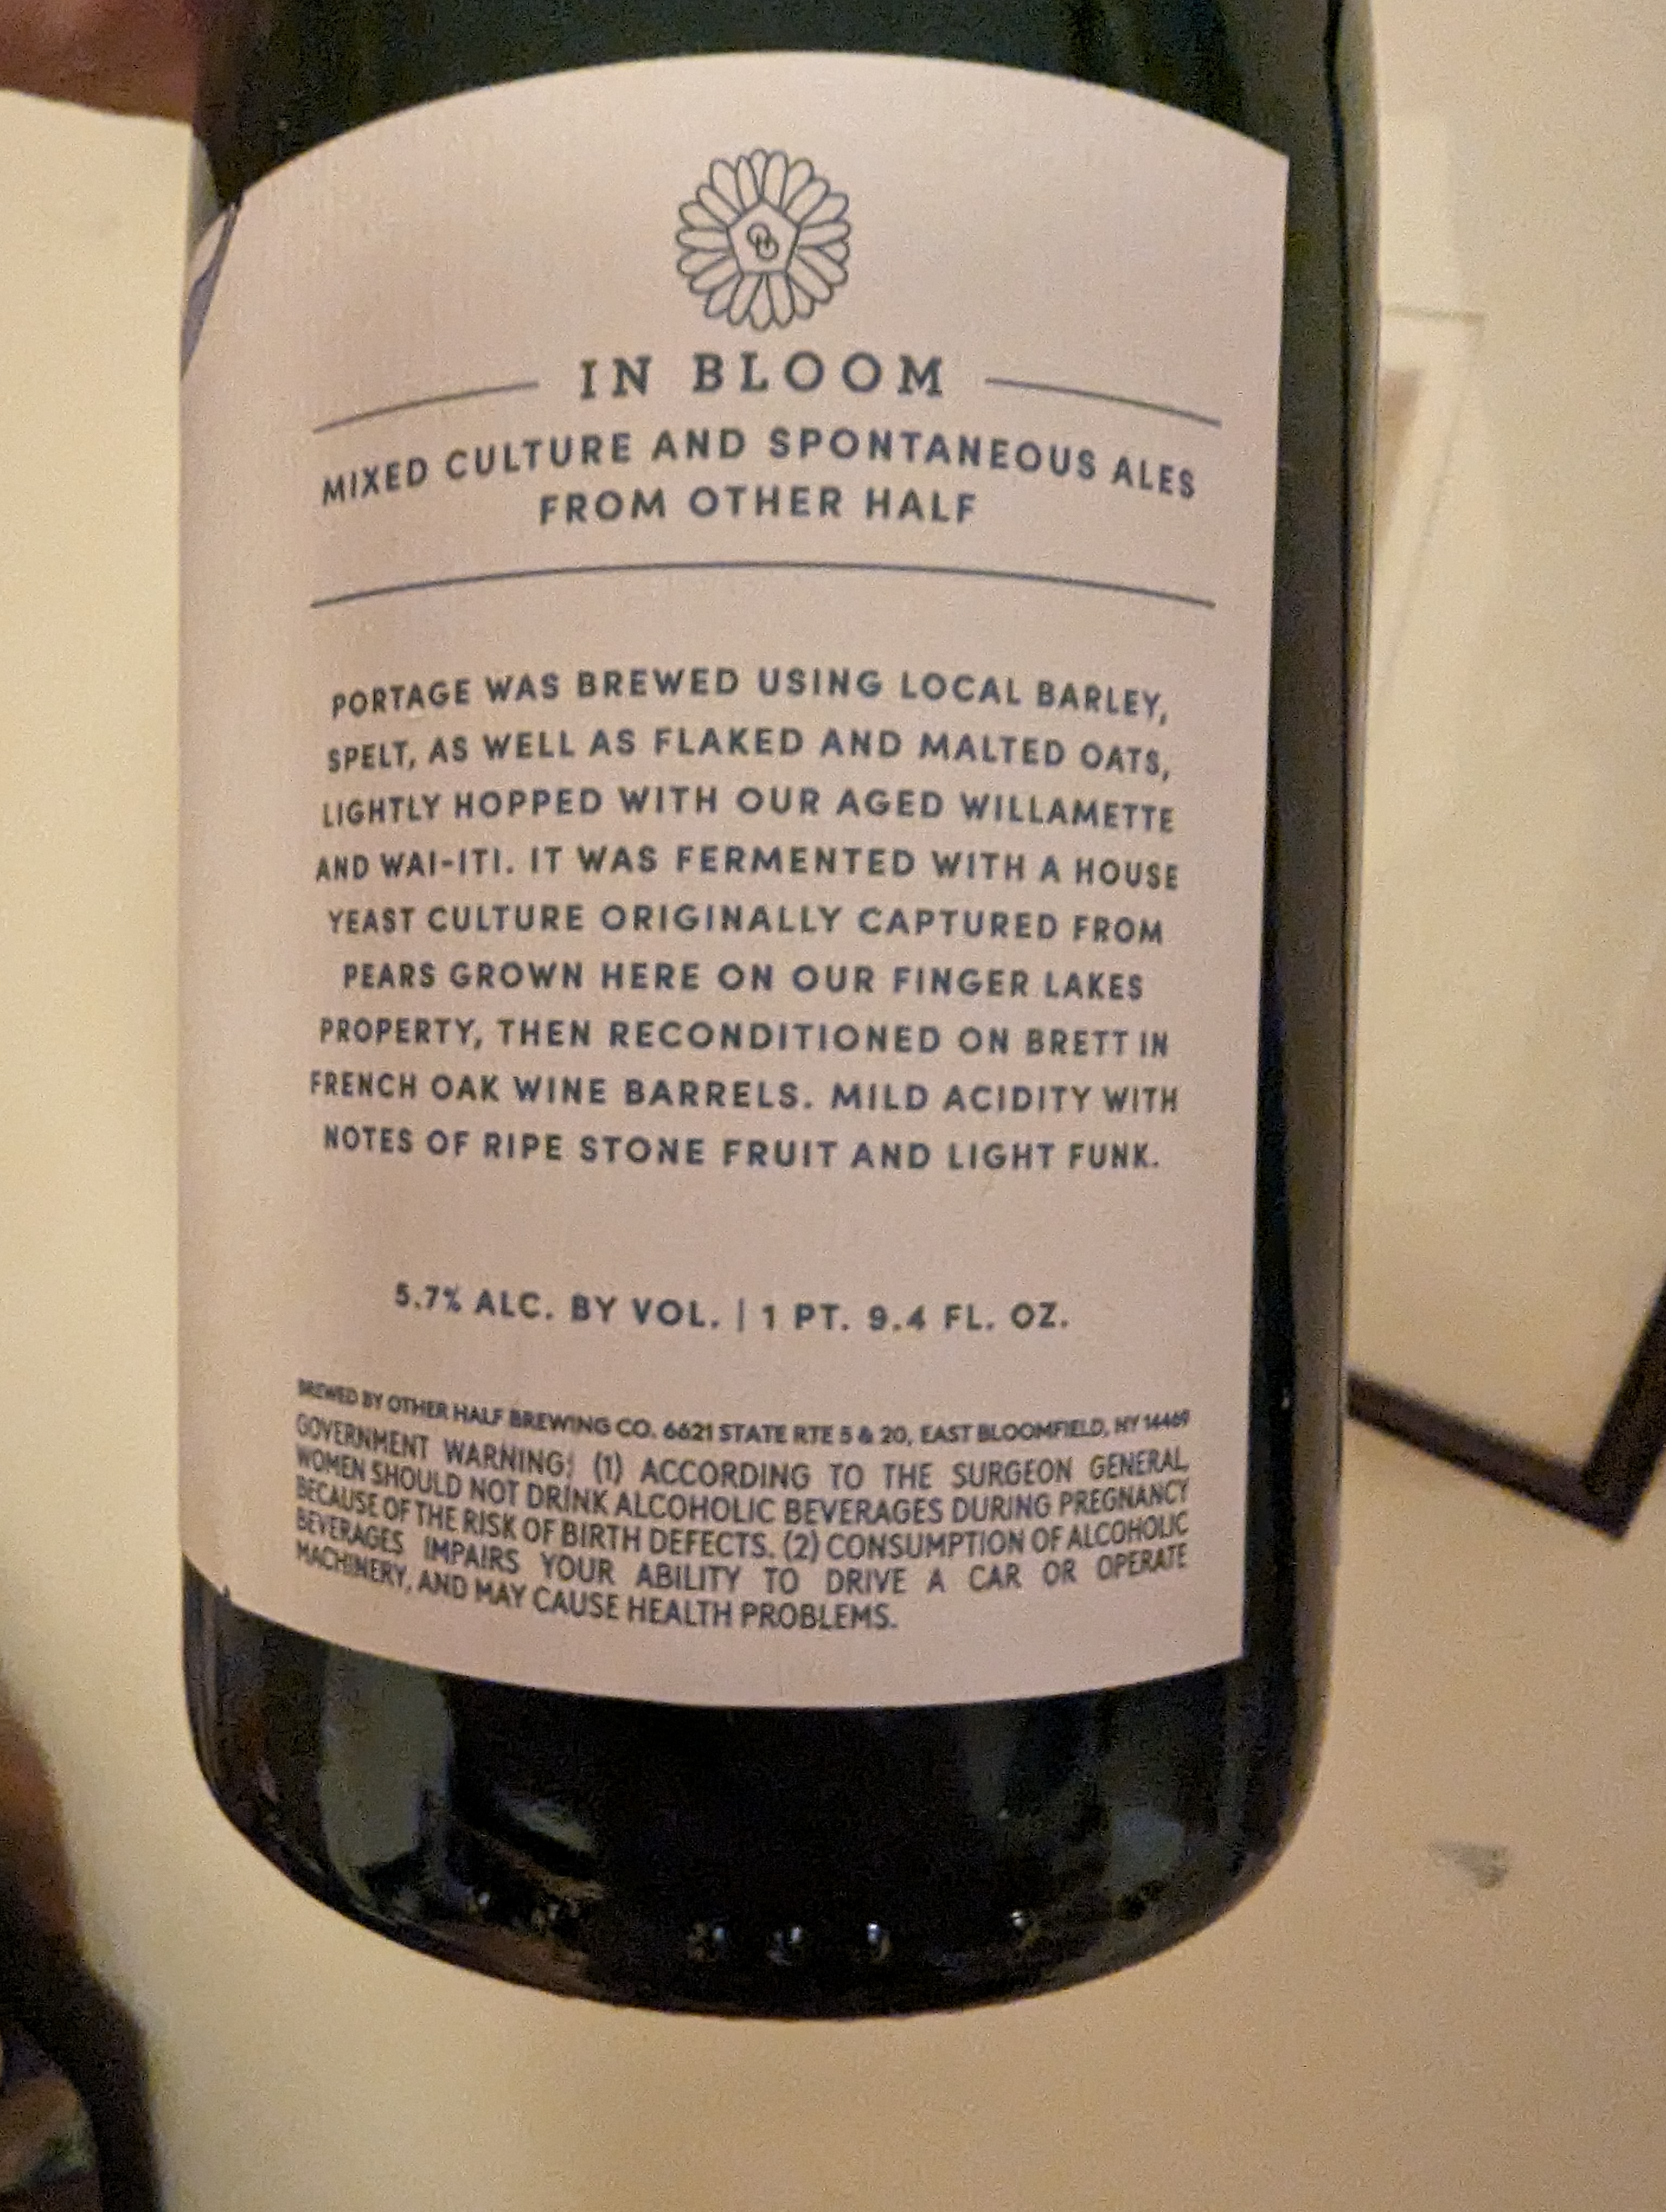 IN BLOOM
MIXED CULTURE AND SPONTANEOUS ALES
FROM OTHER HALF
PORTAGE WAS BREWED USING LOCAL BARLEY,
SPELT, AS WELL AS FLAKED AND MALTED OATS,
LIGHTLY HOPPED WITH OUR AGED WILLAMETTE
AND WAI-ITI. IT WAS FERMENTED WITH A HOUSE
YEAST CULTURE ORIGINALLY CAPTURED FROM
PEARS GROWN HERE ON OUR FINGER LAKES
PROPERTY, THEN RECONDITIONED ON BRETT IN
FRENCH OAK WINE BARRELS. MILD ACIDITY WITH
NOTES OF RIPE STONE FRUIT AND LIGHT FUNK.
5.7% ALC. BY VOL. | 1 PT. 9.4 FL. OZ.
BREWED BY OTHER HALF BREWING CO. 6621 STATE RTE 5 & 20, EAST BLOOMFIELD, NY 14469
GOVERNMENT WARNING: (1) ACCORDING TO THE SURGEON GENERAL,
WOMEN SHOULD NOT DRINK ALCOHOLIC BEVERAGES DURING PREGNANCY
BECAUSE OF THE RISK OF BIRTH DEFECTS. (2) CONSUMPTION OF ALCOHOLIC
BEVERAGES IMPAIRS YOUR ABILITY TO DRIVE A CAR OR OPERATE
MACHINERY, AND MAY CAUSE HEALTH PROBLEMS.